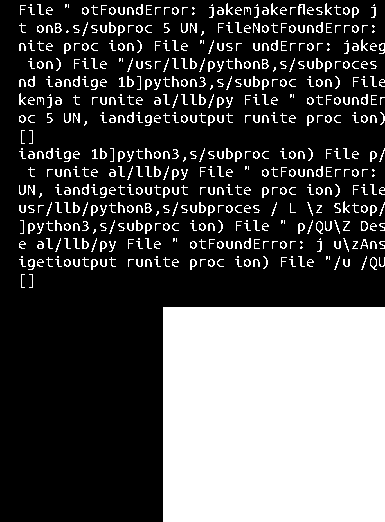 File " otFoundError: jakemjakerflesktop j
t onB.s/subproc 5 UN, FileNotFoundError:
nite proc ion) File "/usr undError: jakeg
ion) File "/usr/llb/pythonB,s/subproces
nd iandige 1b]python3,s/subproc ion) File
kemja t runite al/llb/py File " otFoundEr
oc 5 UN, iandigetioutput runite proc ion)
[]
iandige 1b]python3,s/subproc ion) File p/
t runite al/llb/py File " otFoundError:
UN, iandigetioutput runite proc ion) File
usr/llb/pythonB,s/subproces / L \z Sktop/
]python3,s/subproc ion) File " p/QU\Z Des
e al/llb/py File " otFoundError: j u\zAns
igetioutput runite proc ion) File "/u /QU
[]